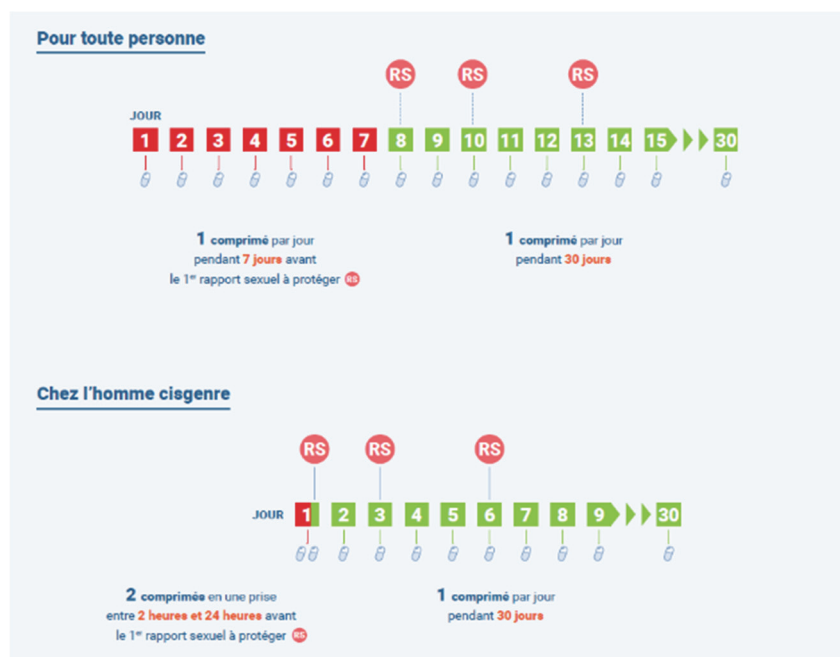 Pour toute personne
RS RS RS
JOUR
1 2 3 4 5 6 7 8 9 10 11 12 13 14 15 30
1 comprimé par jour
pendant 7 jours avant
le 1er rapport sexuel à protéger RS
1 comprimé par jour
pendant 30 jours
Chez l’homme cisgenre
RS RS RS
JOUR 1 2 3 4 5 6 7 8 9 30
2 comprimés en une prise
entre 2 heures et 24 heures avant
le 1er rapport sexuel à protéger RS
1 comprimé par jour
pendant 30 jours